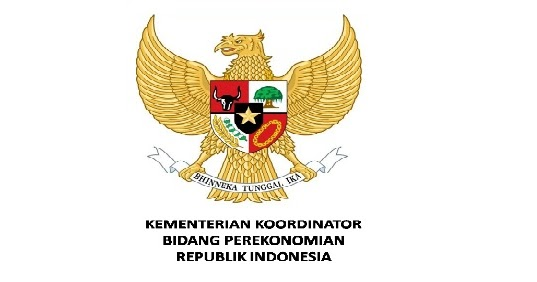 BHINNEKA TUNGGAL IKA
KEMENTERIAN KOORDINATOR
BIDANG PEREKONOMIAN
REPUBLIK INDONESIA